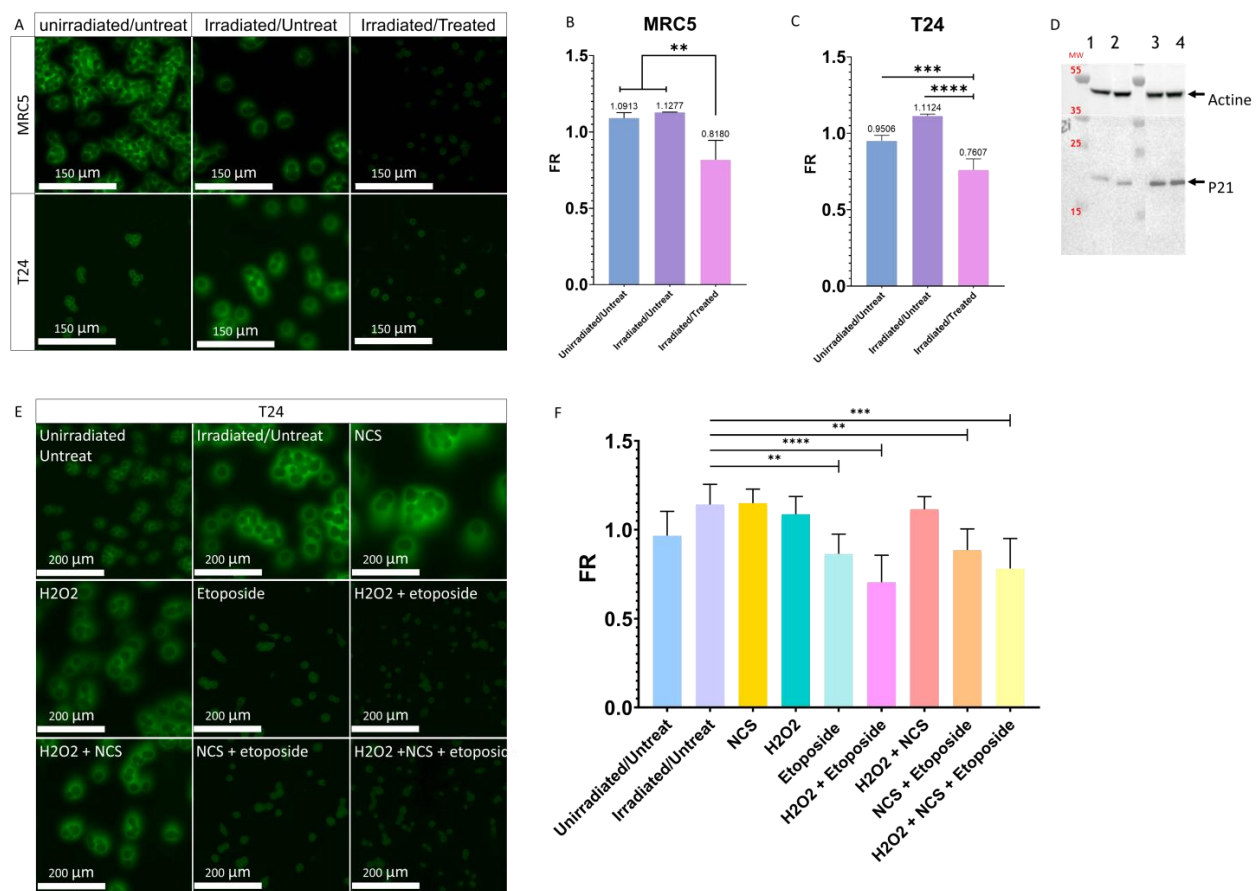 A
unirradiated/untreat
Irradiated/Untreat
Irradiated/Treated
MRC5
150 µm
150 µm
150 µm
T24
150 µm
150 µm
150 µm
B
MRC5
**
1.5
1.0
0.5
0.0
FR
1.0913
1.1277
0.8180
Unirradiated/Untreat
Irradiated/Untreat
Irradiated/Treated
C
T24
***
****
1.5
1.0
0.5
0.0
FR
0.9506
1.1124
0.7607
Unirradiated/Untreat
Irradiated/Untreat
Irradiated/Treated
D
1 2 3 4
MW
55
35
25
15
Actine
P21
E
T24
Unirradiated
Untreat
Irradiated/Untreat
NCS
200 µm
200 µm
200 µm
H2O2
Etoposide
H2O2 + etoposide
200 µm
200 µm
200 µm
H2O2 + NCS
NCS + etoposide
H2O2 +NCS + etoposid
200 µm
200 µm
200 µm
F
***
**
****
**
1.5
1.0
0.5
0.0
FR
Unirradiated/Untreat
Irradiated/Untreat
NCS
H2O2
Etoposide
H2O2 + Etoposide
H2O2 + NCS
NCS + Etoposide
H2O2 + NCS + Etoposide